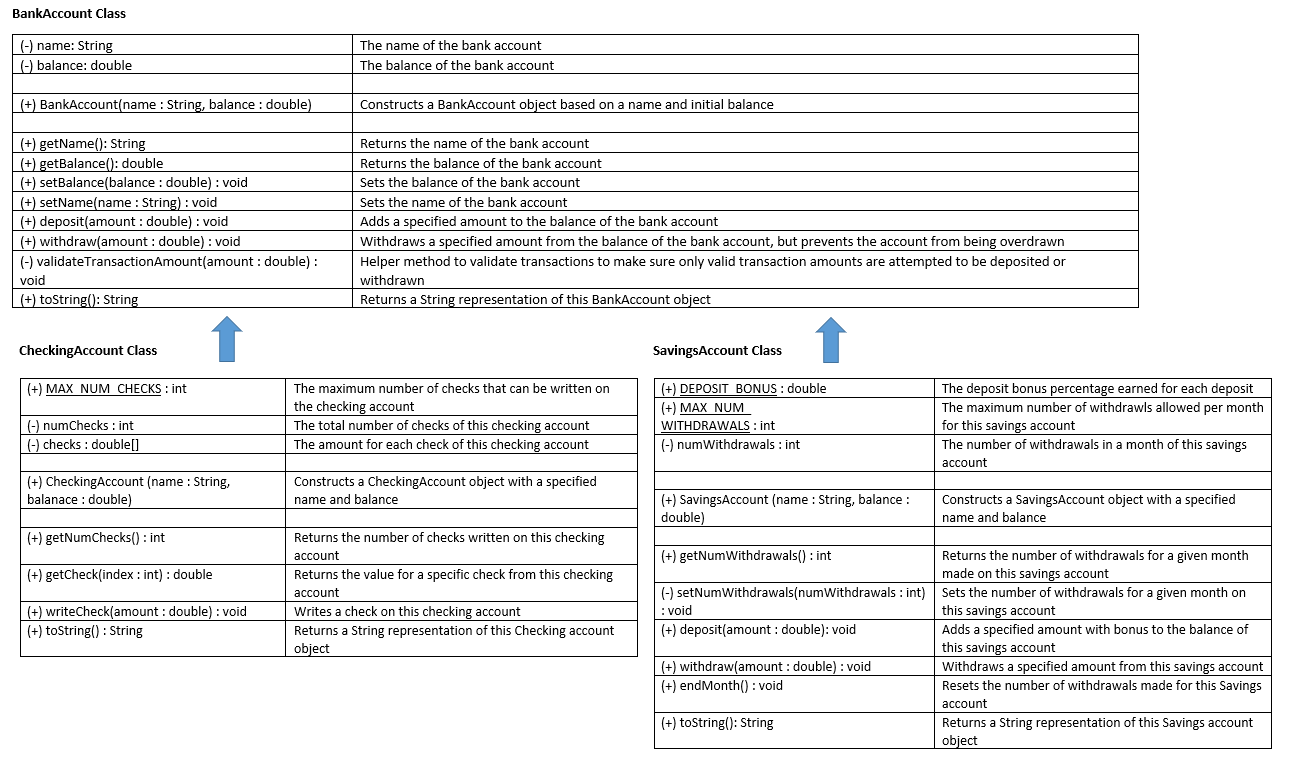 BankAccount Class
(-) name: String The name of the bank account
(-) balance: double The balance of the bank account
(+) BankAccount(name : String, balance : double) Constructs a BankAccount object based on a name and initial balance
(+) getName(): String Returns the name of the bank account
(+) getBalance(): double Returns the balance of the bank account
(+) setBalance(balance : double) : void Sets the balance of the bank account
(+) setName(name : String) : void Sets the name of the bank account
(+) deposit(amount : double) : void Adds a specified amount to the balance of the bank account
(+) withdraw(amount : double) : void Withdraws a specified amount from the balance of the bank account, but prevents the account from being overdrawn
(-) validateTransactionAmount(amount : double) :
void
Helper method to validate transactions to make sure only valid transaction amounts are attempted to be deposited or
withdrawn
(+) toString(): String Returns a String representation of this BankAccount object
CheckingAccount Class
(+) MAX_NUM_CHECKS : int
The maximum number of checks that can be written on
the checking account
(-) numChecks : int The total number of checks of this checking account
(-) checks : double[] The amount for each check of this checking account
(+) CheckingAccount (name : String,
balanace : double)
Constructs a CheckingAccount object with a specified
name and balance
(+) getNumChecks() : int
Returns the number of checks written on this checking
account
(+) getCheck(index : int) : double
Returns the value for a specific check from this checking
account
(+) writeCheck(amount : double) : void Writes a check on this checking account
(+) toString() : String
Returns a String representation of this Checking account
object
SavingsAccount Class
(+) DEPOSIT_BONUS : double The deposit bonus percentage earned for each deposit
(+) MAX_NUM_
WITHDRAWALS : int
The maximum number of withdrawls allowed per month
for this savings account
(-) numWithdrawals : int
The number of withdrawals in a month of this savings
account
(+) SavingsAccount (name : String, balance :
double)
Constructs a SavingsAccount object with a specified
name and balance
(+) getNumWithdrawals() : int
Returns the number of withdrawals for a given month
made on this savings account
(-) setNumWithdrawals(numWithdrawals : int)
: void
Sets the number of withdrawals for a given month on
this savings account
(+) deposit(amount : double): void
Adds a specified amount with bonus to the balance of
this savings account
(+) withdraw(amount : double) : void Withdraws a specified amount from this savings account
(+) endMonth() : void
Resets the number of withdrawals made for this Savings
account
(+) toString(): String
Returns a String representation of this Savings account
object